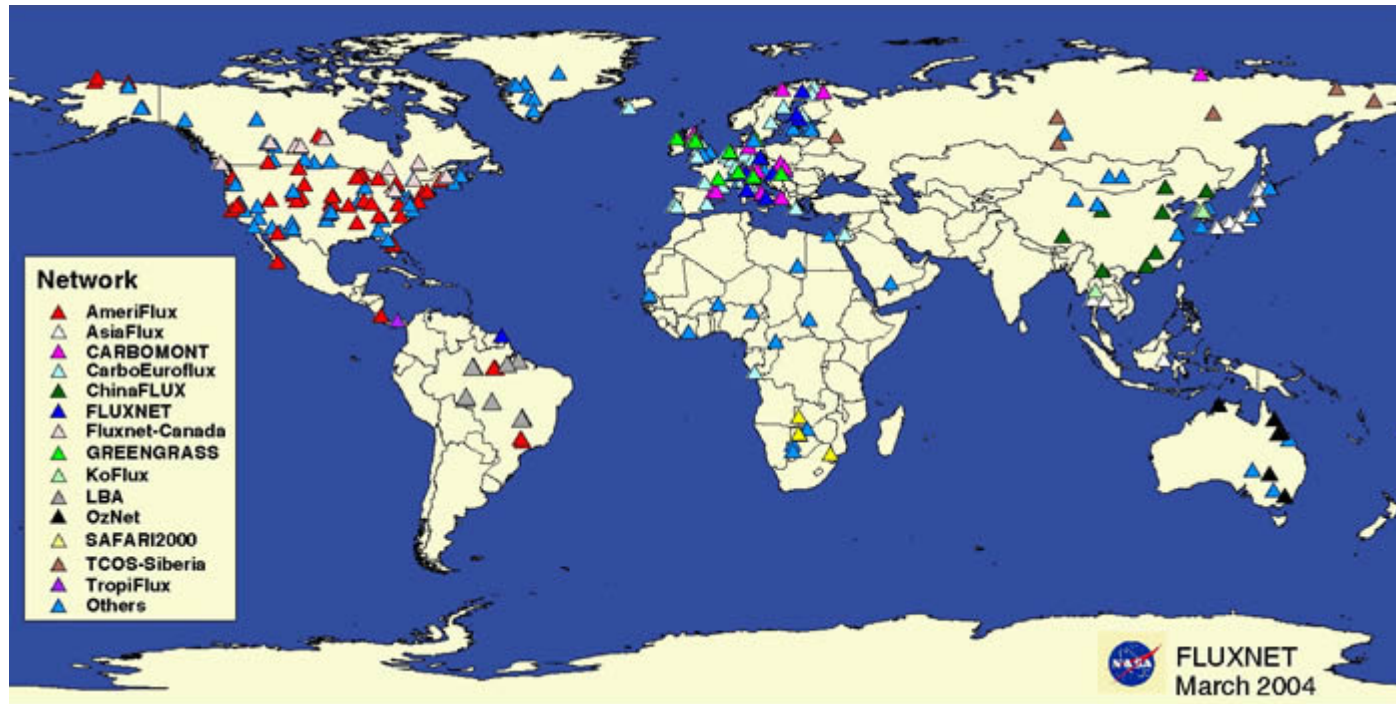 Network
AmeriFlux
AsiaFlux
CARBOMONT
CarboEuroflux
ChinaFLUX
FLUXNET
Fluxnet-Canada
GREENGRASS
KoFlux
LBA
OzNet
SAFARI2000
TCOS-Siberia
TropiFlux
Others
NASA
FLUXNET
March 2004